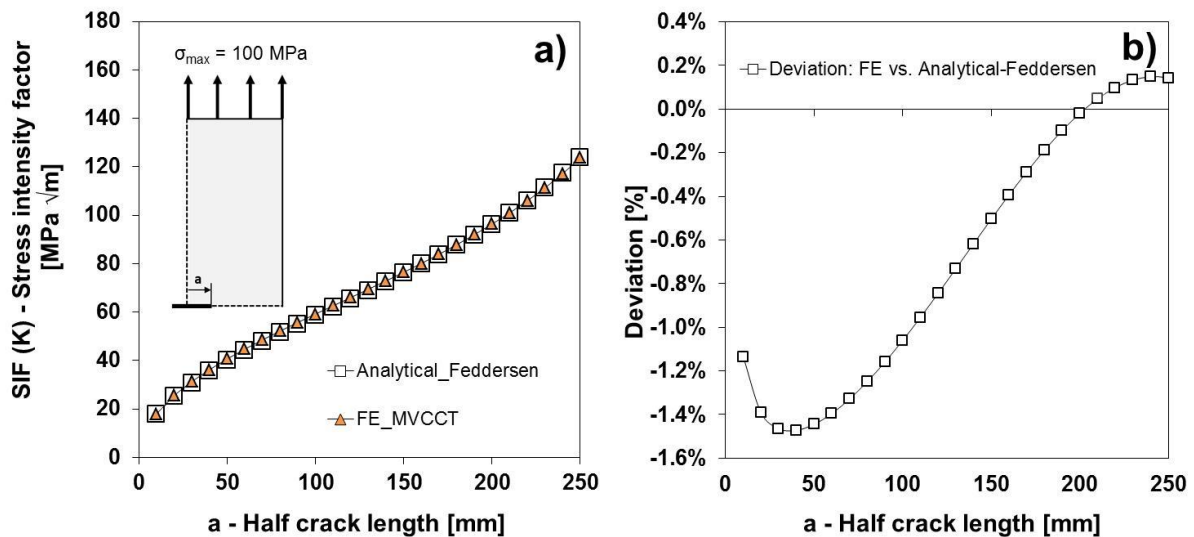 a)
σmax = 100 MPa
a
Analytical_Feddersen
FE_MVCCT
180
160
140
120
100
80
60
40
20
0
SIF (K) - Stress intensity factor
[MPa √m]
0 50 100 150 200 250
a - Half crack length [mm]
b)
Deviation: FE vs. Analytical-Feddersen
0.4%
0.2%
0.0%
-0.2%
-0.4%
-0.6%
-0.8%
-1.0%
-1.2%
-1.4%
-1.6%
Deviation [%]
0 50 100 150 200 250
a - Half crack length [mm]